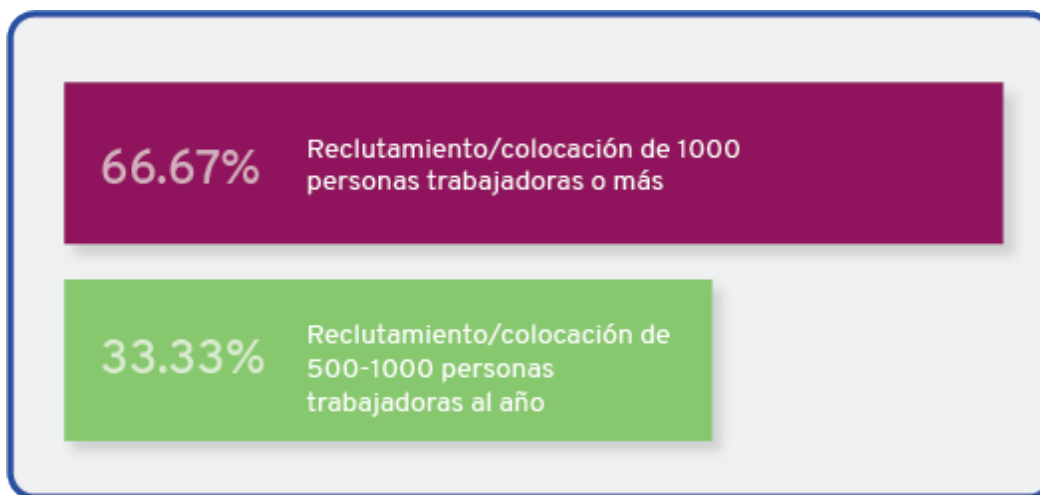 66.67%
Reclutamiento/colocación de 1000
personas trabajadoras o más
33.33%
Reclutamiento/colocación de
500-1000 personas
trabajadoras al año